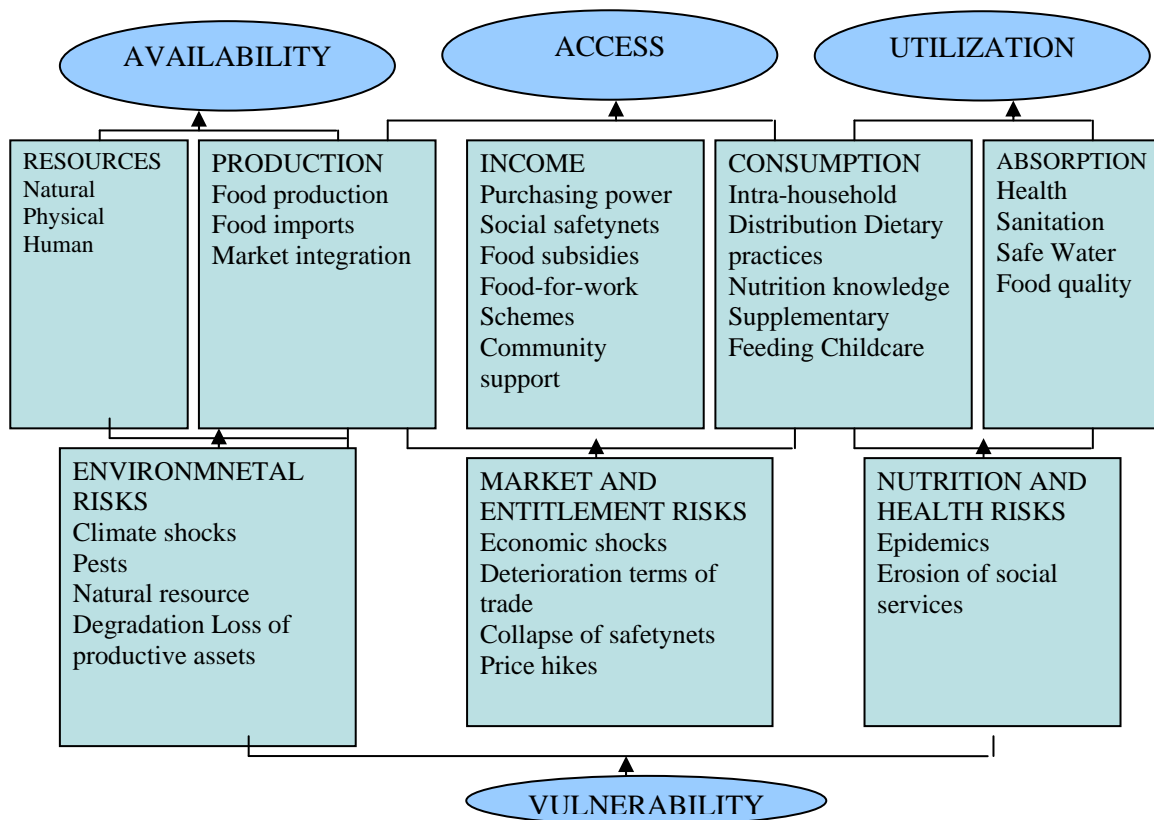 AVAILABILITY
ACCESS
UTILIZATION
RESOURCES
Natural
Physical
Human
PRODUCTION
Food production
Food imports
Market integration
INCOME
Purchasing power
Social safetynets
Food subsidies
Food-for-work
Schemes
Community
support
CONSUMPTION
Intra-household
Distribution Dietary
practices
Nutrition knowledge
Supplementary
Feeding Childcare
ABSORPTION
Health
Sanitation
Safe Water
Food quality
ENVIRONMNETAL
RISKS
Climate shocks
Pests
Natural resource
Degradation Loss of
productive assets
MARKET AND
ENTITLEMENT RISKS
Economic shocks
Deterioration terms of
trade
Collapse of safetynets
Price hikes
NUTRITION AND
HEALTH RISKS
Epidemics
Erosion of social
services
VULNERABILITY